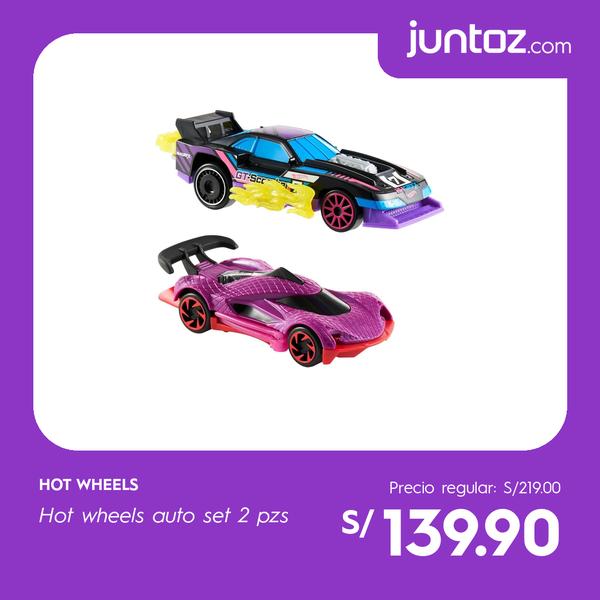 juntoz.com
HOT WHEELS
Hot wheels auto set 2 pzs
Precio regular: S/219.00
S/139.90